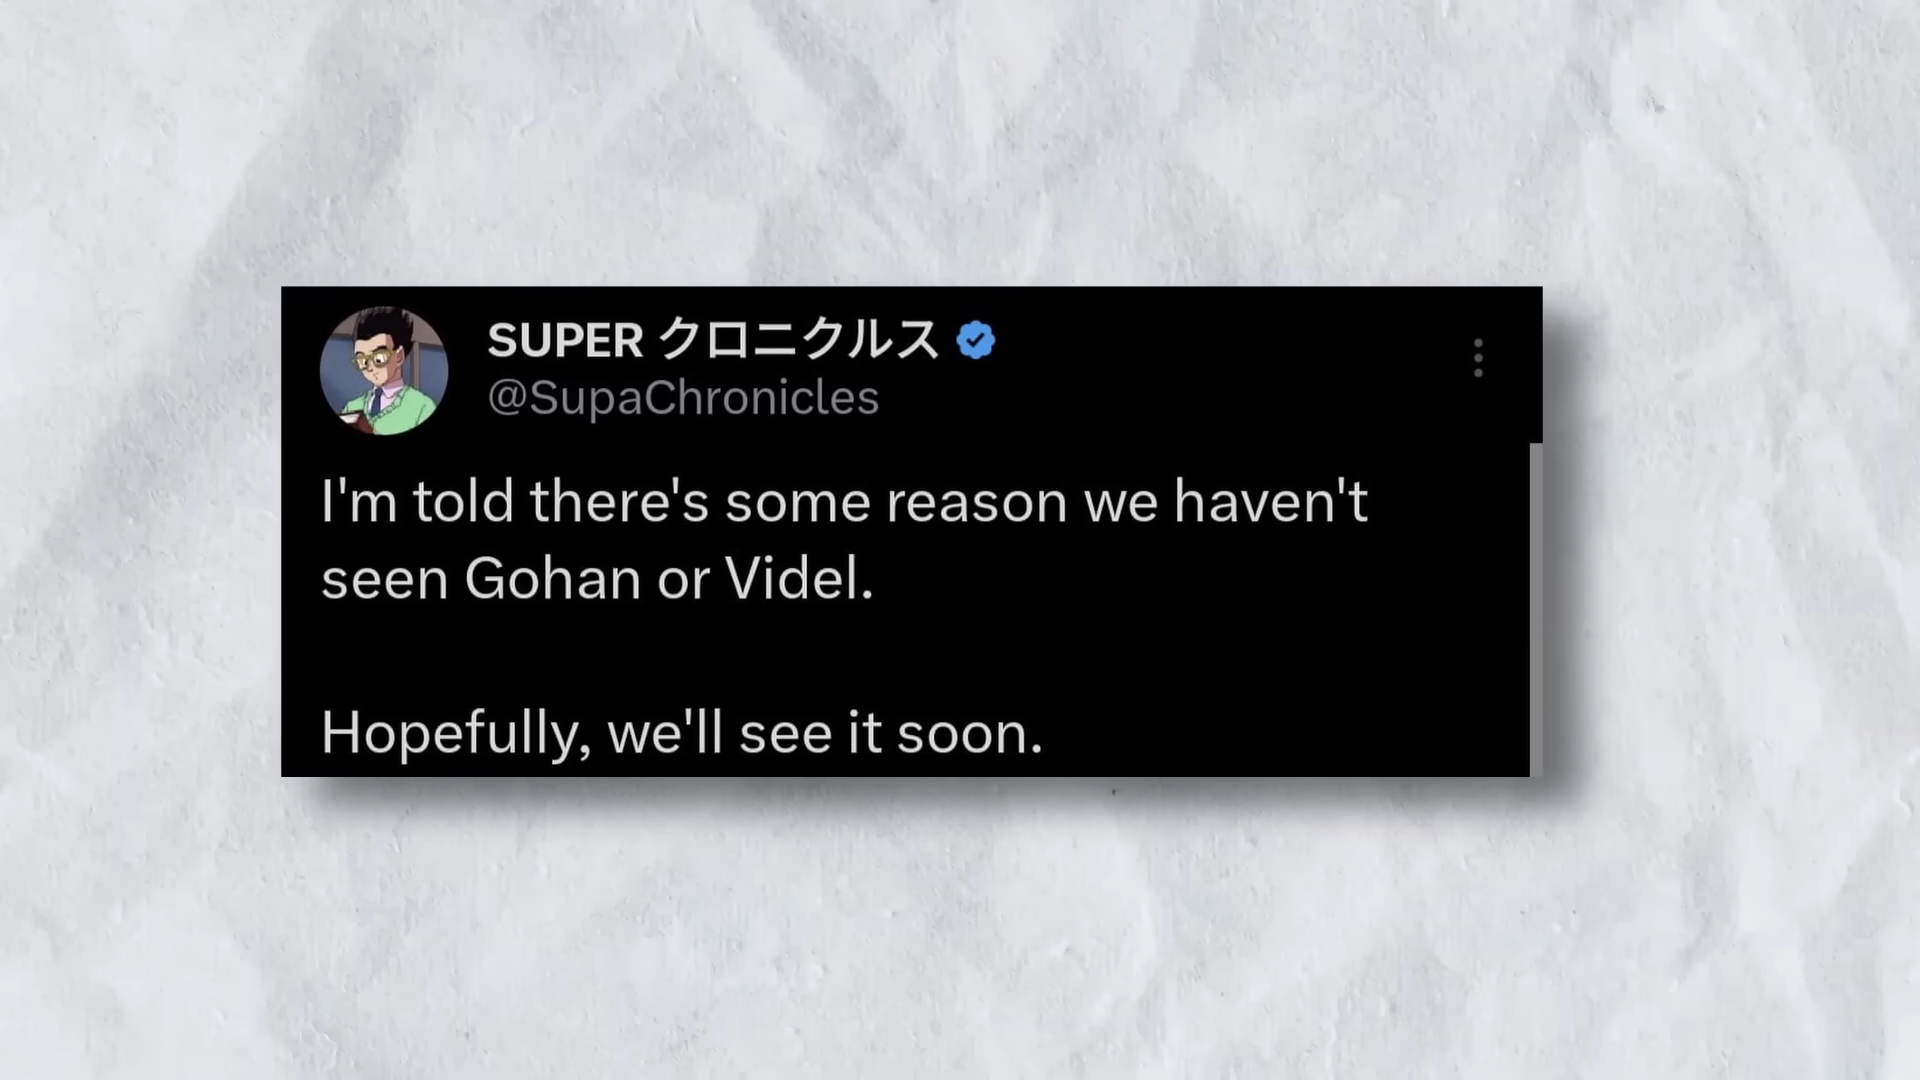 SUPER クロニクルス
@SupaChronicles
I'm told there's some reason we haven't
seen Gohan or Videl.
Hopefully, we'll see it soon.